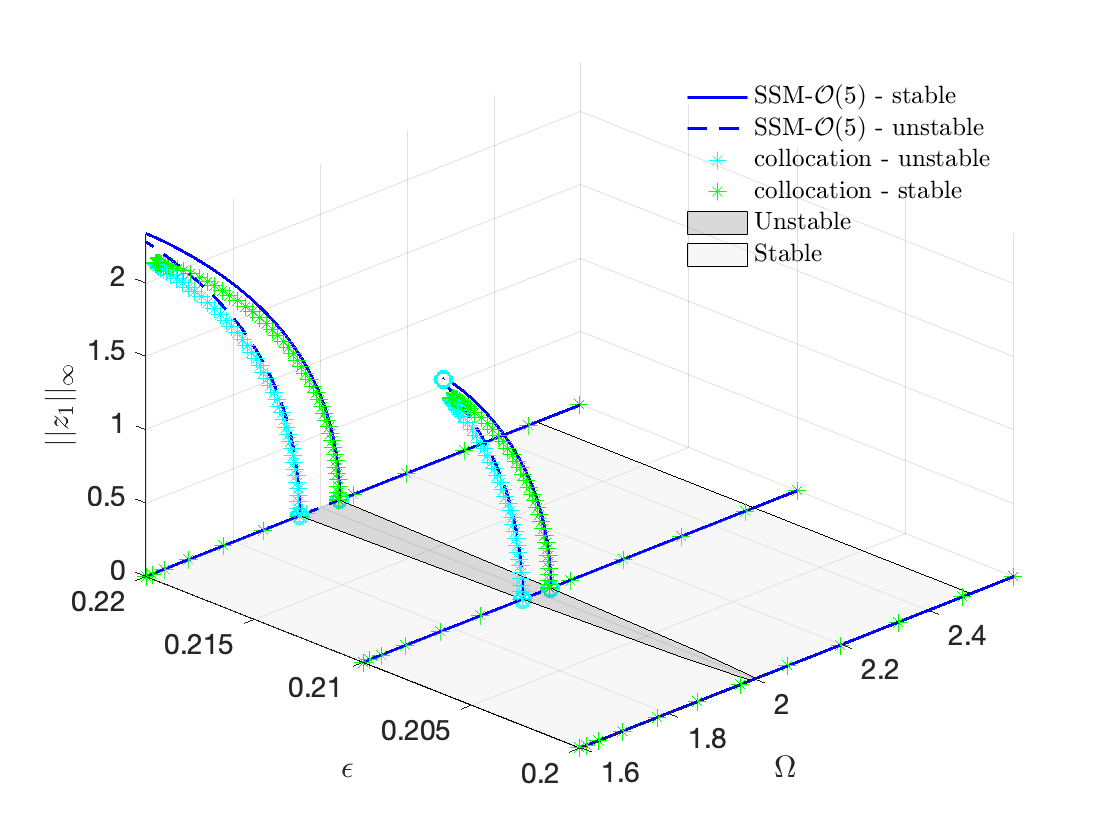 SSM-𝒪(5) - stable
SSM-𝒪(5) - unstable
collocation - unstable
collocation - stable
Unstable
Stable
2
1.5
1
0.5
0
||z₁||∞
0.22
0.215
0.21
0.205
0.2
ϵ
1.6
1.8
2
2.2
2.4
Ω